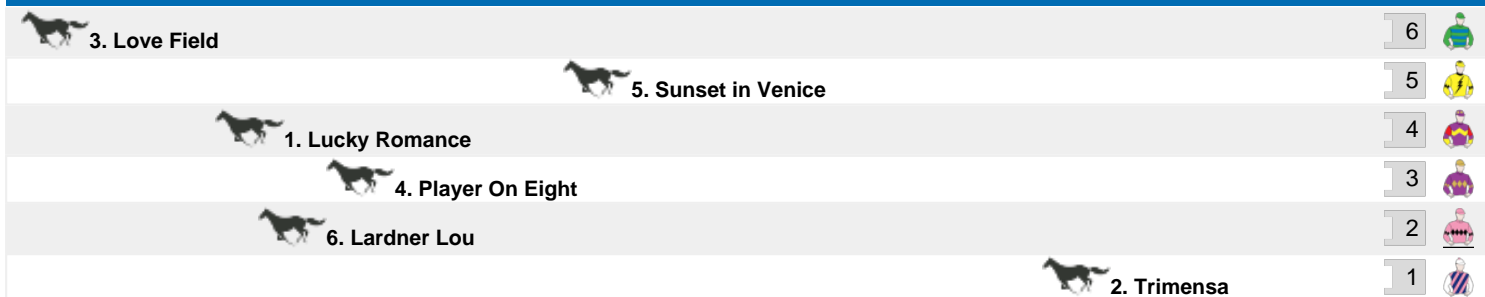 3. Love Field 6
5. Sunset in Venice 5
1. Lucky Romance 4
4. Player On Eight 3
6. Lardner Lou 2
2. Trimensa 1